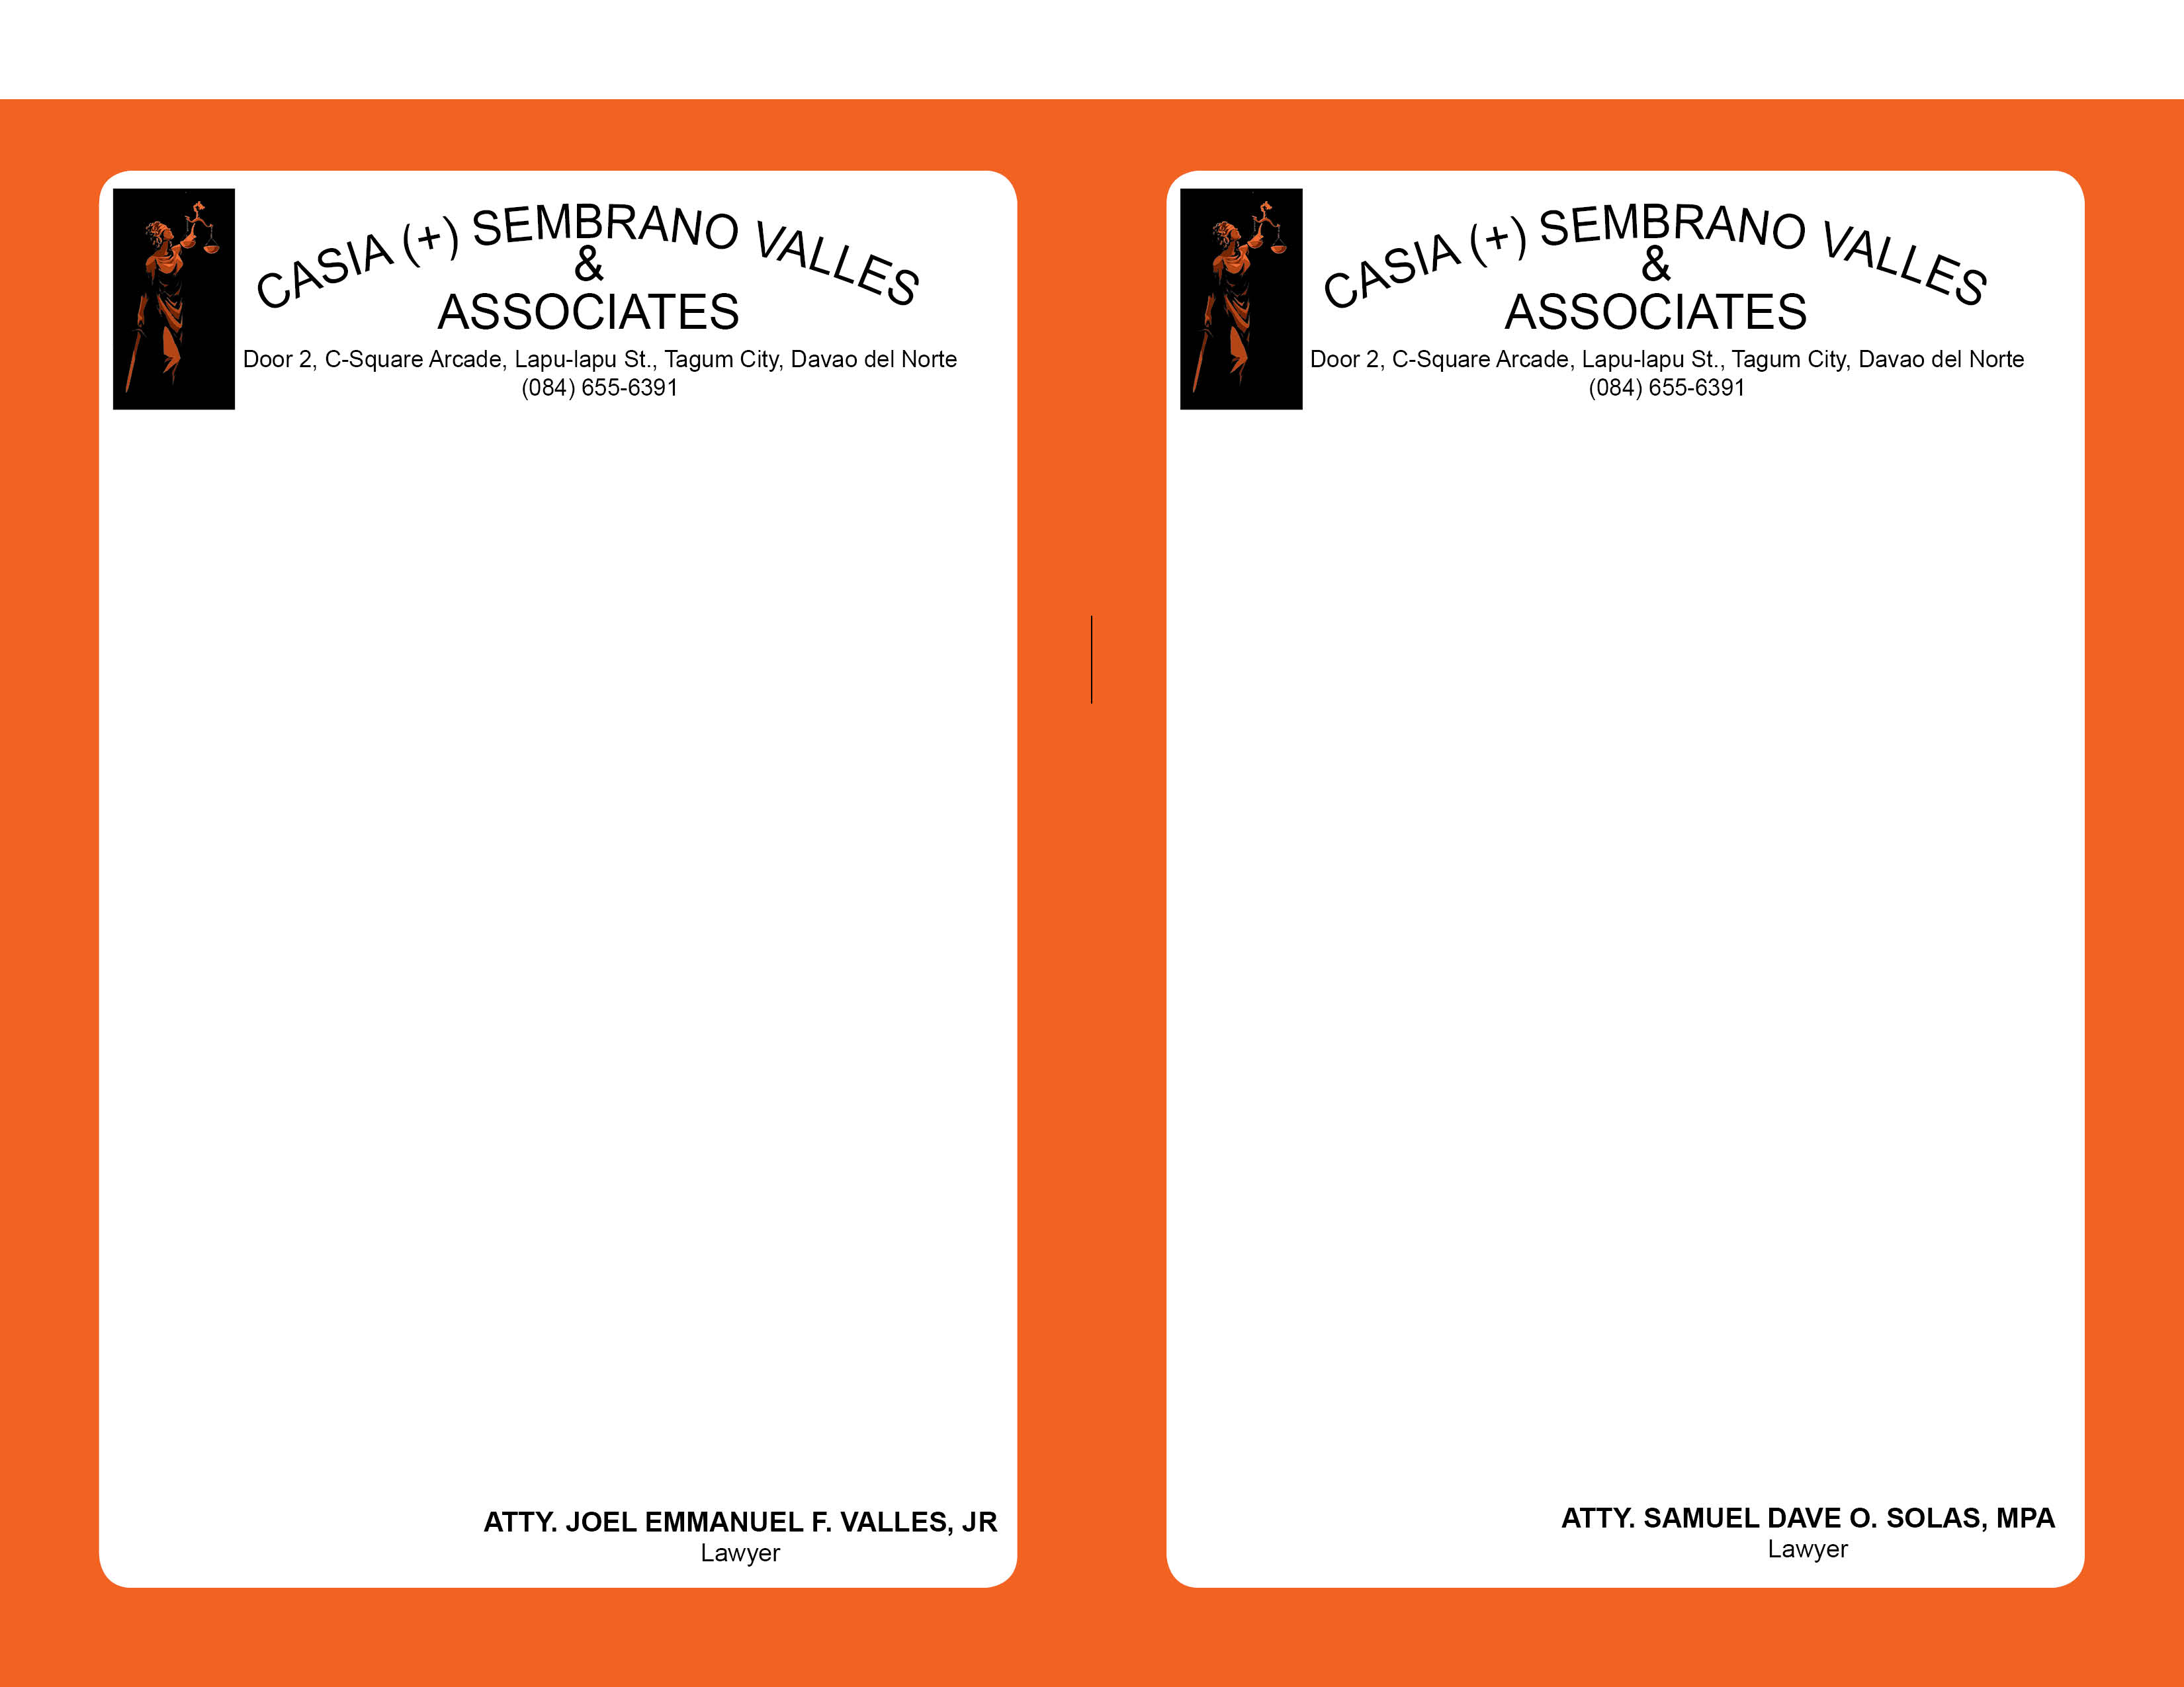 CASIA (+) SEMBRANO VALLES
&
ASSOCIATES
Door 2, C-Square Arcade, Lapu-lapu St., Tagum City, Davao del Norte
(084) 655-6391
ATTY. JOEL EMMANUEL F. VALLES, JR
Lawyer
CASIA (+) SEMBRANO VALLES
&
ASSOCIATES
Door 2, C-Square Arcade, Lapu-lapu St., Tagum City, Davao del Norte
(084) 655-6391
ATTY. SAMUEL DAVE O. SOLAS, MPA
Lawyer